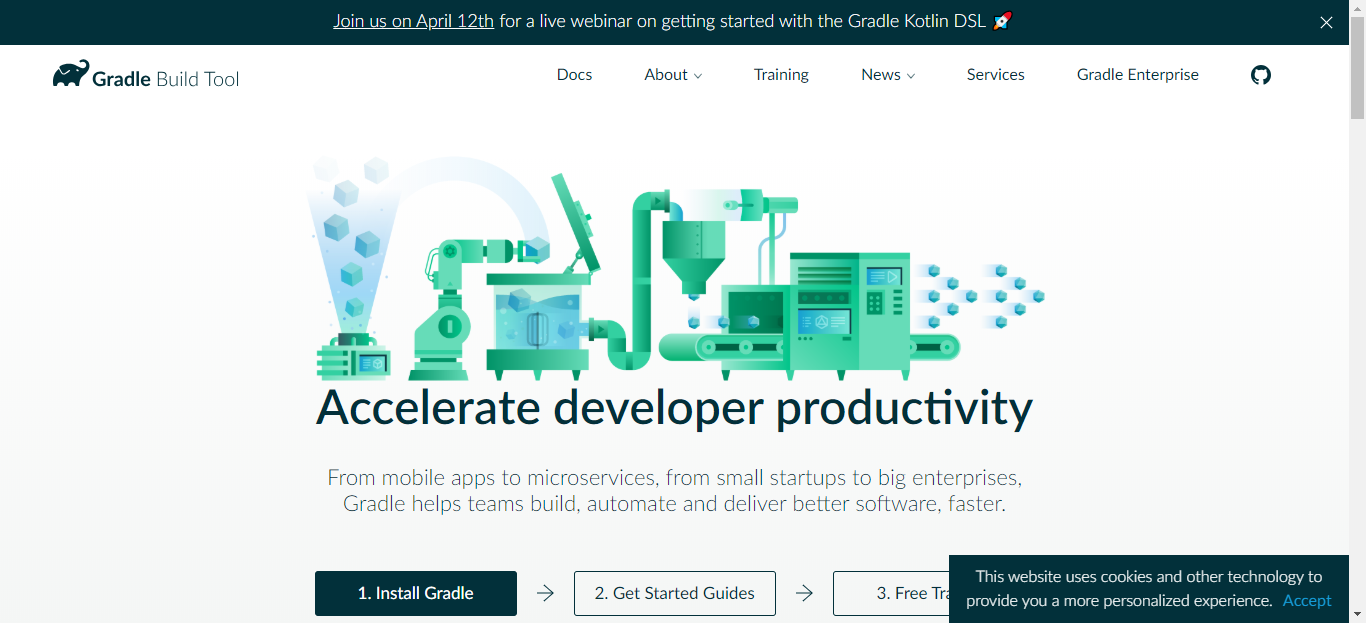 Join us on April 12th for a live webinar on getting started with the Gradle Kotlin DSL 🚀
Gradle Build Tool
Docs
About
Training
News
Services
Gradle Enterprise
Accelerate developer productivity
From mobile apps to microservices, from small startups to big enterprises,
Gradle helps teams build, automate and deliver better software, faster.
1. Install Gradle
2. Get Started Guides
3. Free
This website uses cookies and other technology to
provide you a more personalized experience. Accept